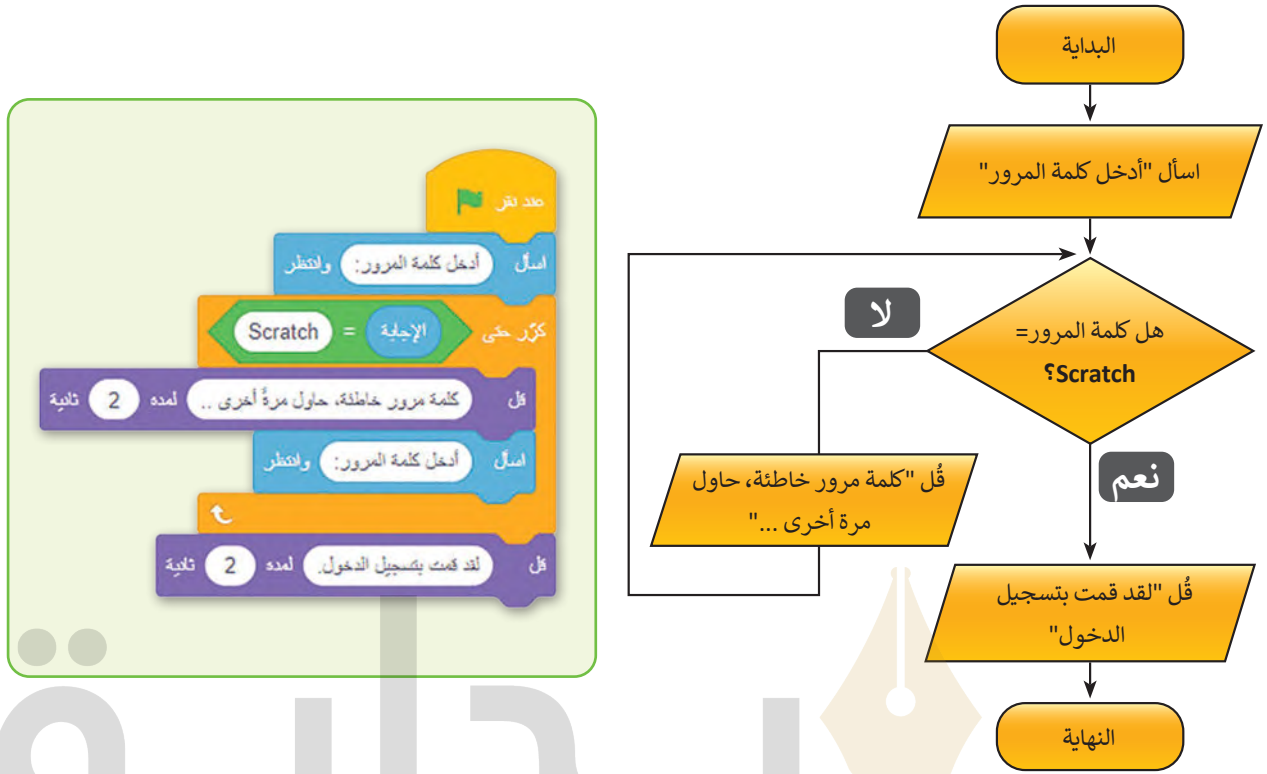 البداية
اسأل "أدخل كلمة المرور"
هل كلمة المرور=
Scratch؟
لا
نعم
قُل "كلمة مرور خاطئة، حاول
مرة أخرى ..."
قُل "لقد قمت بتسجيل
الدخول"
النهاية
عند نقر
اسأل أدخل كلمة المرور: وانتظر
كرّر حتى الإجابة = Scratch
قل كلمة مرور خاطئة، حاول مرةً أخرى .. لمده 2 ثانية
اسأل أدخل كلمة المرور: وانتظر
قل لقد قمت بتسجيل الدخول. لمده 2 ثانية